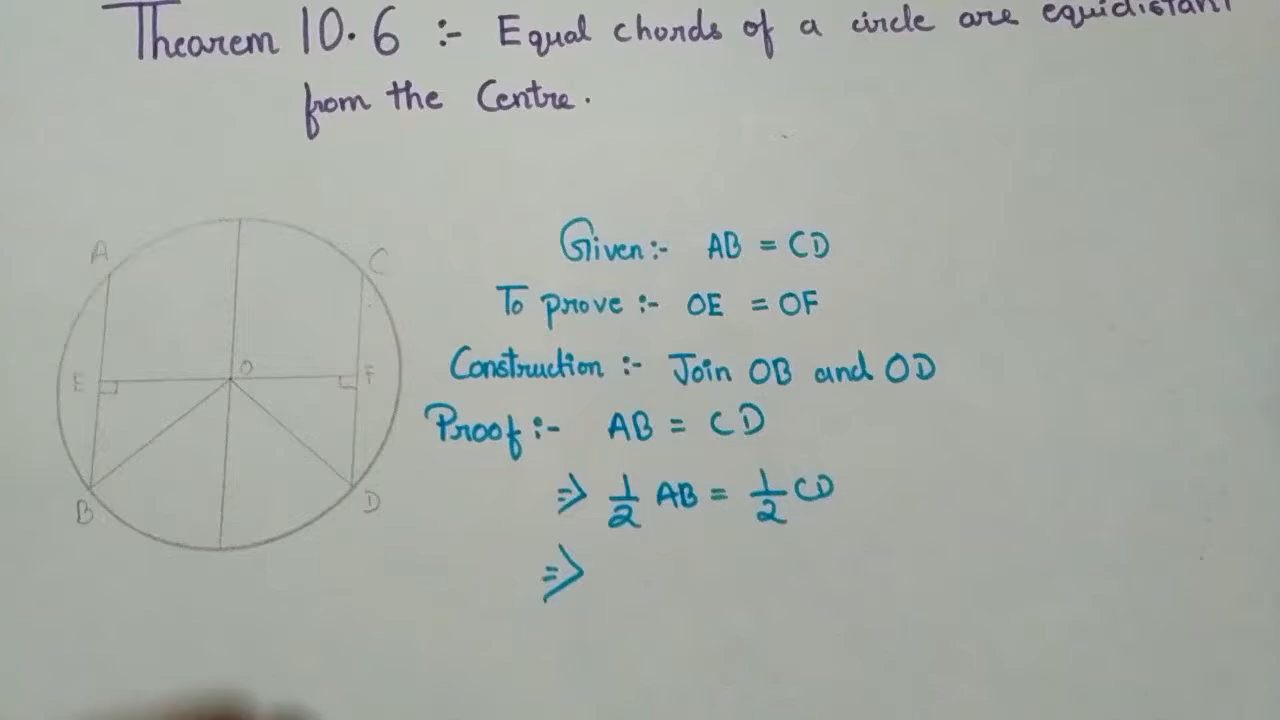 Thearem 10.6 :- Equal chords of a circle are equidistant
from the Centre.
A
C
Given:- AB = CD
To prove :- OE = OF
Construction :- Join OB and OD
E
O
F
Proof :- AB = CD
⇒ 1/2 AB = 1/2 CD
B
D
⇒